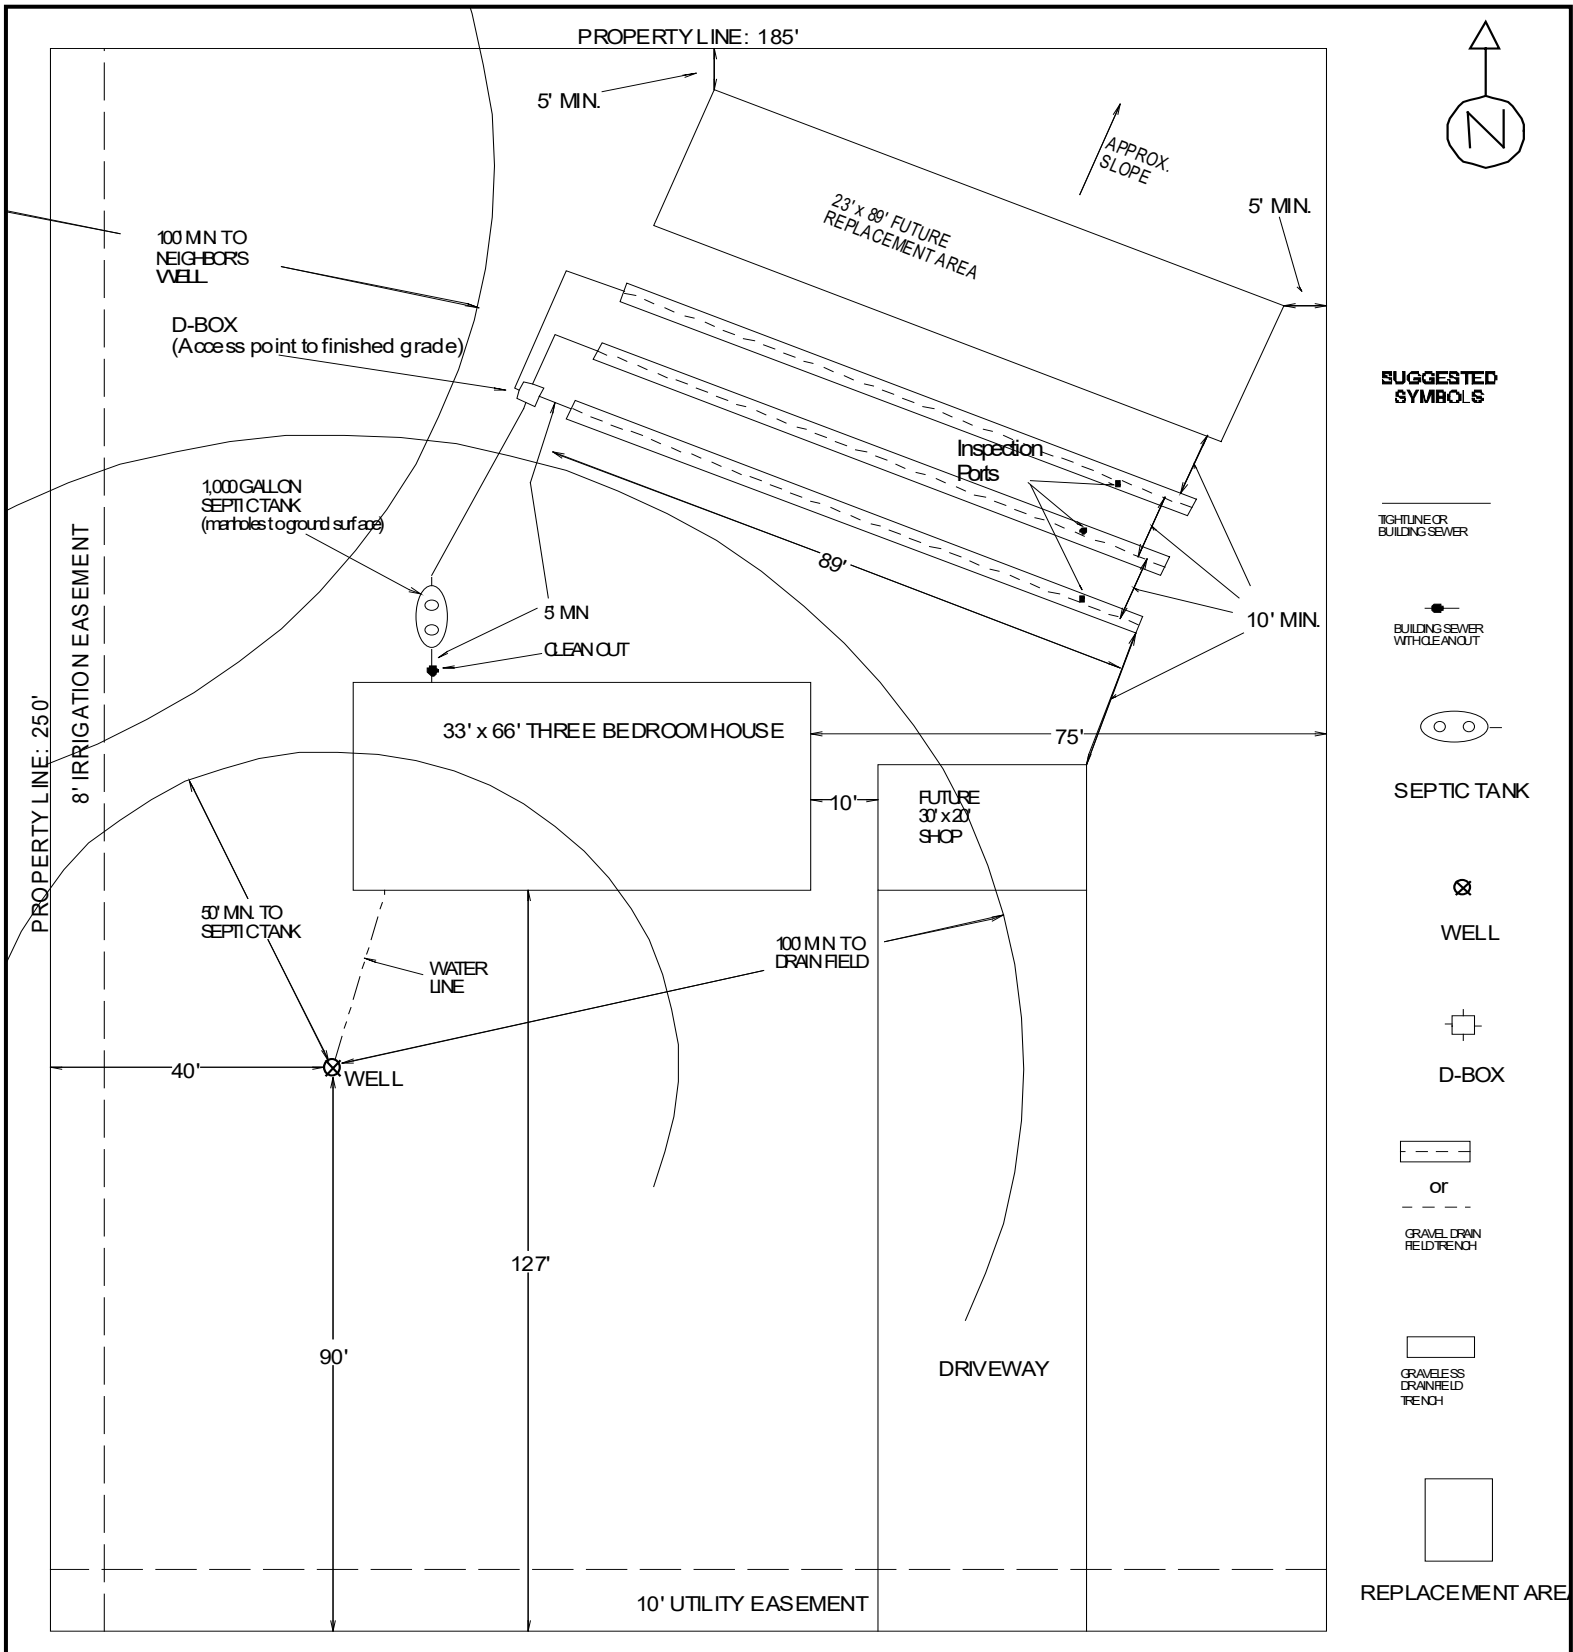 PROPERTY LINE: 185'
5' MIN.
N
APPROX.
SLOPE
23' x 89' FUTURE
REPLACEMENT AREA
5' MIN.
100 MIN TO
NEIGHBOR'S
WELL
D-BOX
(Access point to finished grade)
SUGGESTED
SYMBOLS
Inspection
Ports
1,000 GALLON
SEPTIC TANK
(manholes to ground surface)
TIGHTLINE OR
BUILDING SEWER
89'
8' IRRIGATION EASEMENT
PROPERTY LINE: 250'
5 MIN
CLEAN OUT
10' MIN.
BUILDING SEWER
WITH CLEANOUT
33' x 66' THREE BEDROOM HOUSE
75'
SEPTIC TANK
10'
FUTURE
30' x 20'
SHOP
50' MIN. TO
SEPTIC TANK
WATER
LINE
100' MIN TO
DRAIN FIELD
WELL
40'
WELL
D-BOX
or
GRAVEL DRAIN
FIELD TRENCH
127'
90'
DRIVEWAY
GRAVELESS
DRAINFIELD
TRENCH
10' UTILITY EASEMENT
REPLACEMENT AREA